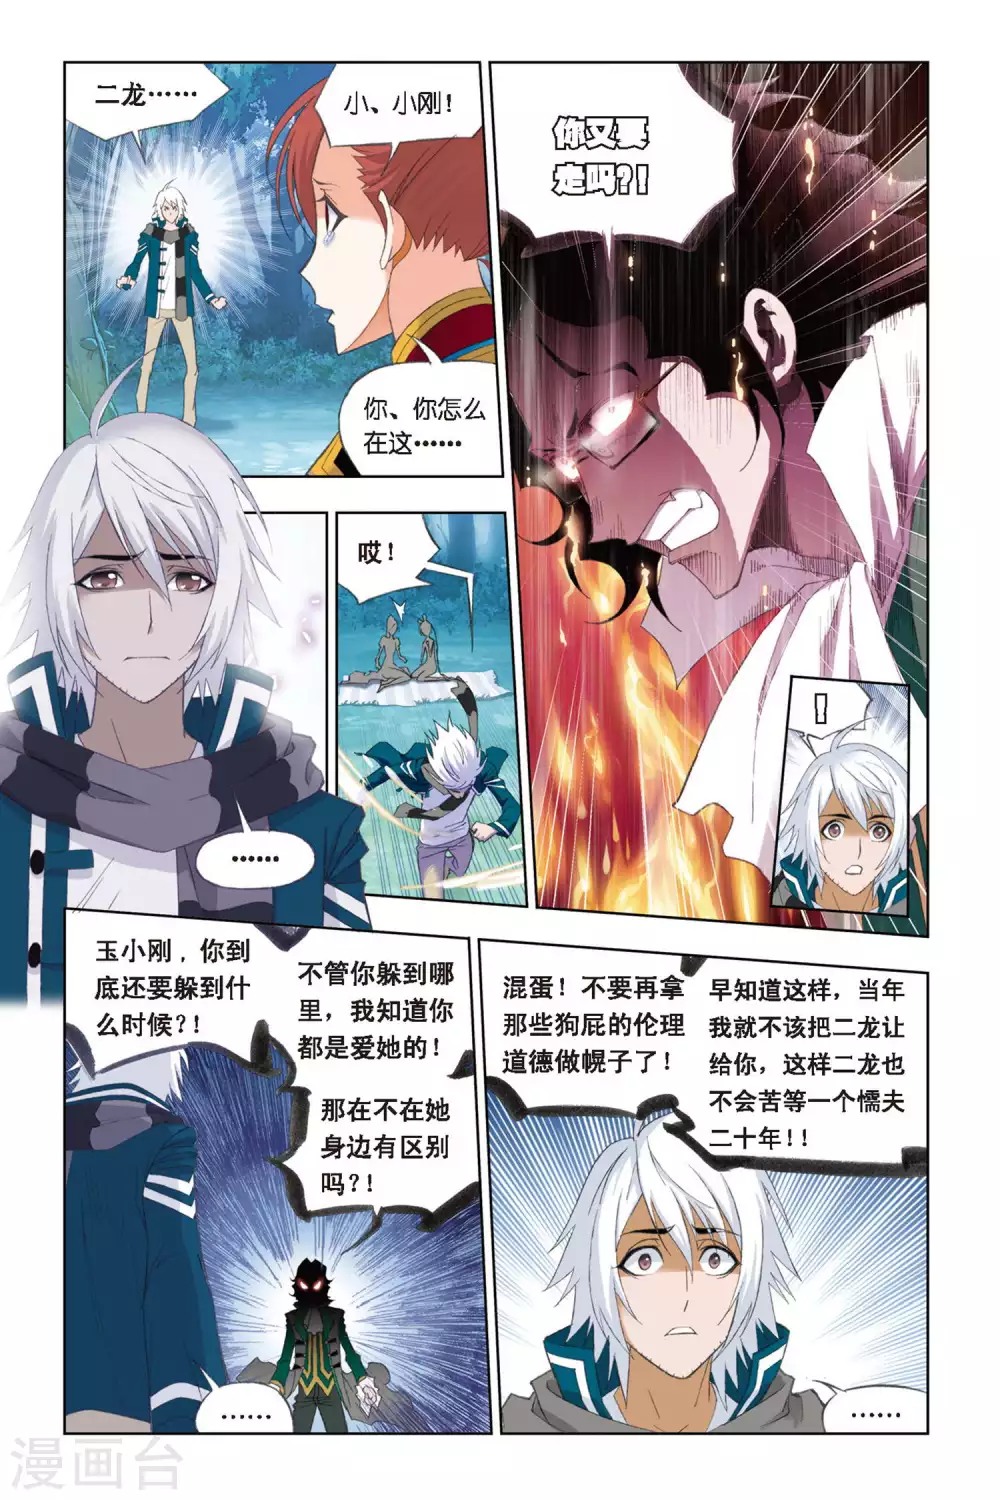 二龙……
小、小刚！
你、你怎么
在这……
你又要
走吗?!
……
哎！
！
玉小刚，你到
底还要躲到什
么时候?！
不管你躲到哪
里，我知道你
都是爱她的！
那在不在她
身边有区别
吗?！
……
混蛋！不要再拿
那些狗屁的伦理
道德做幌子了！
早知道这样，当年
我就不该把二龙让
给你，这样二龙也
不会苦等一个懦夫
二十年！！
……
漫画台